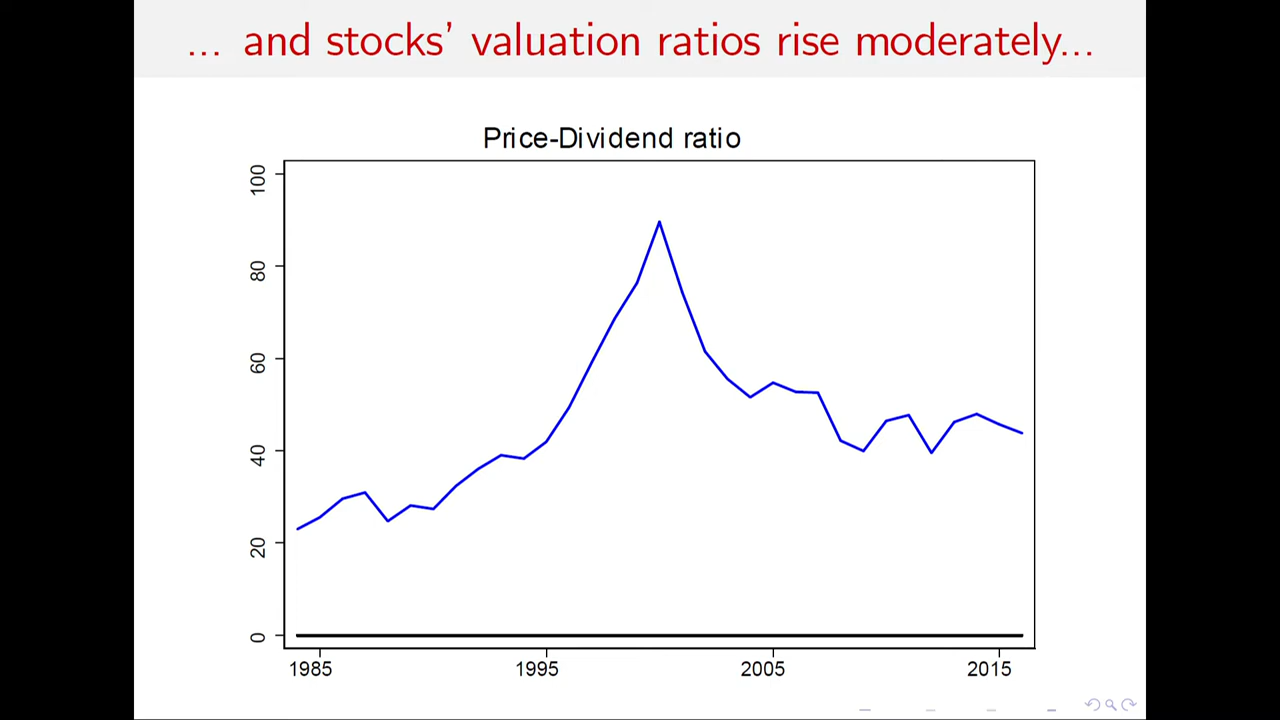 ... and stocks’ valuation ratios rise moderately...
Price-Dividend ratio
100
80
60
40
20
0
1985 1995 2005 2015